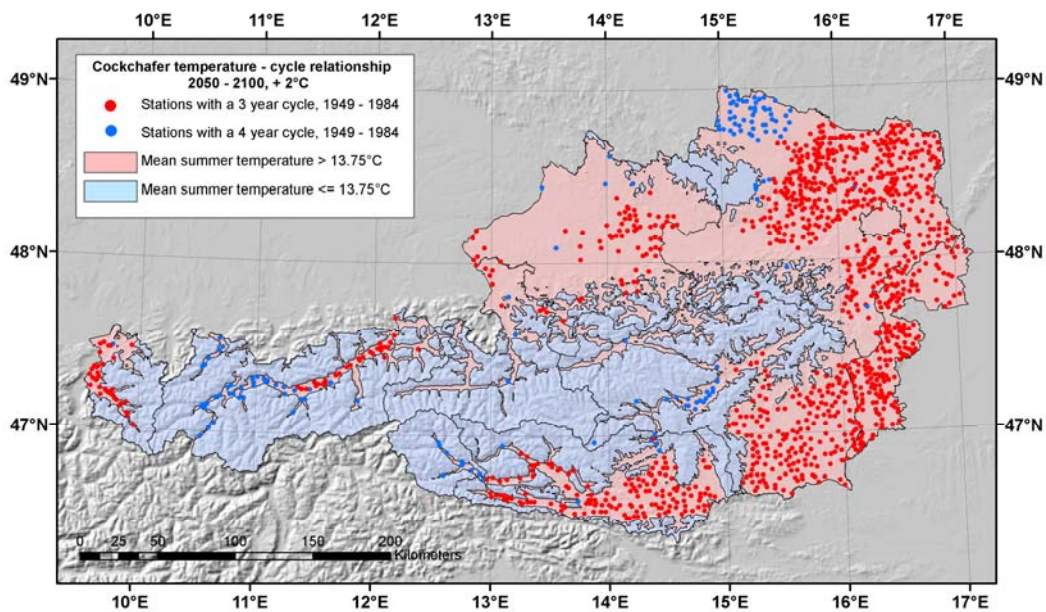 10°E 11°E 12°E 13°E 14°E 15°E 16°E 17°E
49°N 49°N
Cockchafer temperature - cycle relationship
2050 - 2100, + 2°C
Stations with a 3 year cycle, 1949 - 1984
Stations with a 4 year cycle, 1949 - 1984
Mean summer temperature > 13.75°C
Mean summer temperature <= 13.75°C
48°N 48°N
47°N 47°N
0 25 50 100 150 200
Kilometers
10°E 11°E 12°E 13°E 14°E 15°E 16°E 17°E